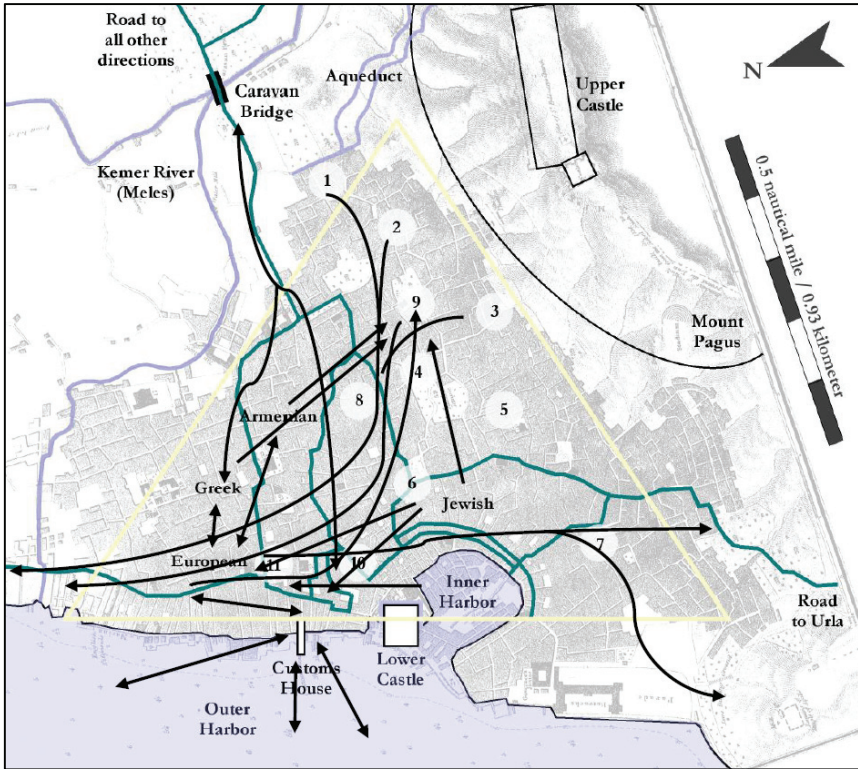 Road to
all other
directions
Aqueduct
N
Caravan
Bridge
Upper
Castle
Kemer River
(Meles)
0.5 nautical mile / 0.93 kilometer
1
2
9
3
Mount
Pagus
4
8
Armenian
5
Greek
6
Jewish
European
11
10
7
Inner
Harbor
Road
to Urla
Customs
House
Lower
Castle
Outer
Harbor